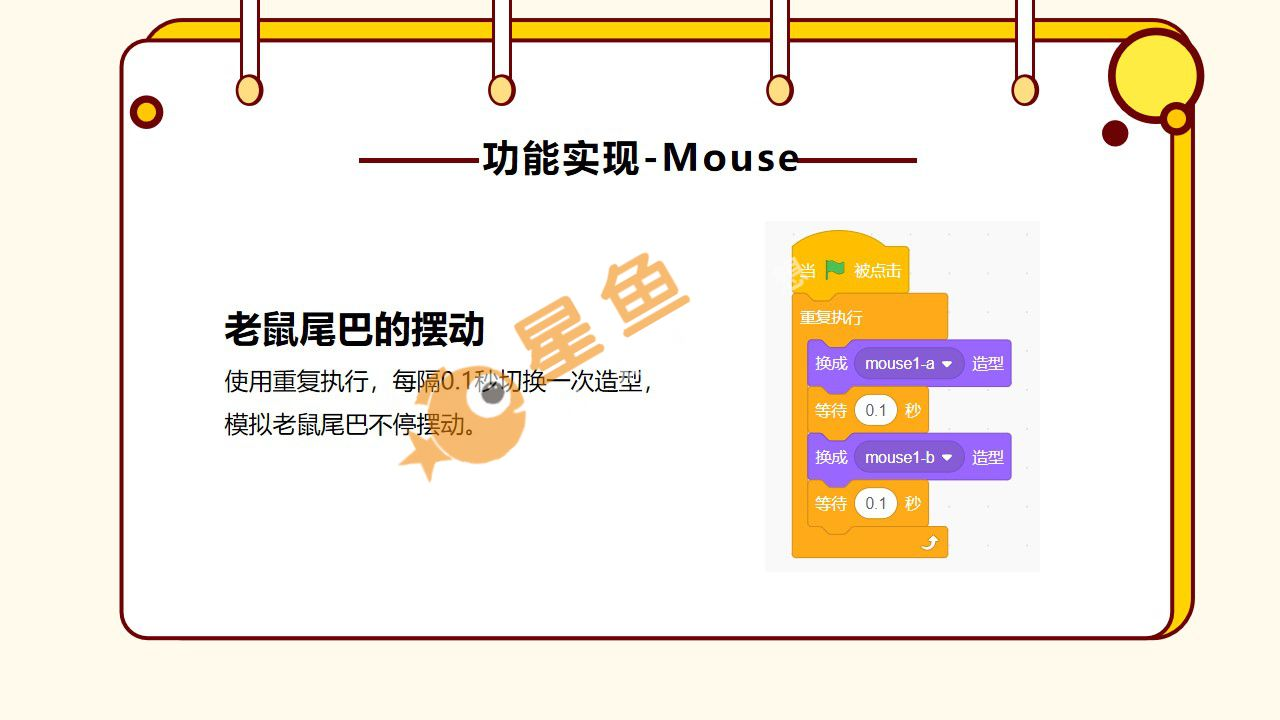 功能实现-Mouse
老鼠尾巴的摆动
使用重复执行，每隔0.1秒切换一次造型，
模拟老鼠尾巴不停摆动。
星鱼
当 被点击
重复执行
换成 mouse1-a 造型
等待 0.1 秒
换成 mouse1-b 造型
等待 0.1 秒